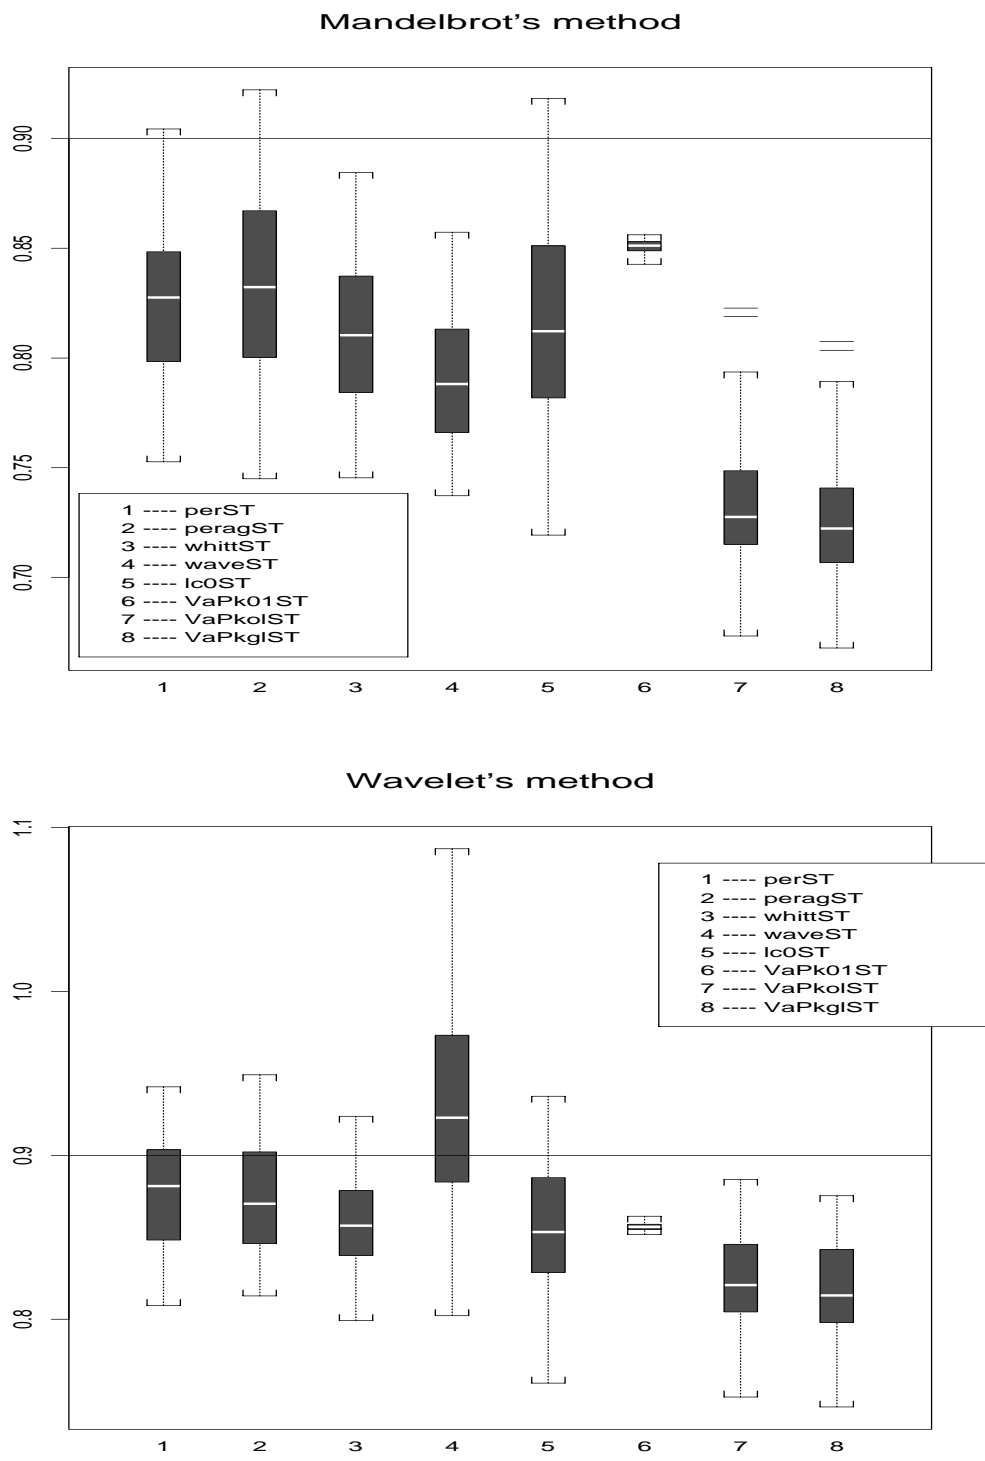 Mandelbrot's method
0.90
0.85
0.80
0.75
0.70
1 ---- perST
2 ---- peragST
3 ---- whittST
4 ---- waveST
5 ---- lc0ST
6 ---- VaPk01ST
7 ---- VaPkolST
8 ---- VaPkglST
1 2 3 4 5 6 7 8
Wavelet's method
1.1
1.0
0.9
0.8
1 ---- perST
2 ---- peragST
3 ---- whittST
4 ---- waveST
5 ---- lc0ST
6 ---- VaPk01ST
7 ---- VaPkolST
8 ---- VaPkglST
1 2 3 4 5 6 7 8